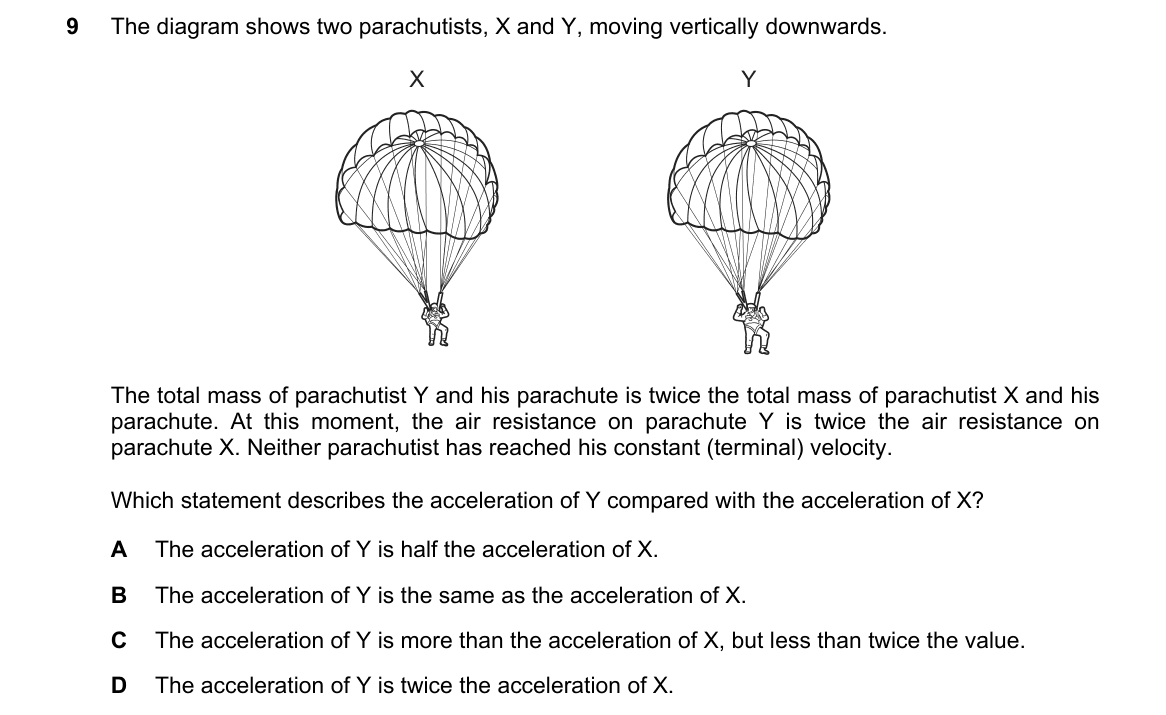 9 The diagram shows two parachutists, X and Y, moving vertically downwards.
X Y
The total mass of parachutist Y and his parachute is twice the total mass of parachutist X and his
parachute. At this moment, the air resistance on parachute Y is twice the air resistance on
parachute X. Neither parachutist has reached his constant (terminal) velocity.
Which statement describes the acceleration of Y compared with the acceleration of X?
A The acceleration of Y is half the acceleration of X.
B The acceleration of Y is the same as the acceleration of X.
C The acceleration of Y is more than the acceleration of X, but less than twice the value.
D The acceleration of Y is twice the acceleration of X.